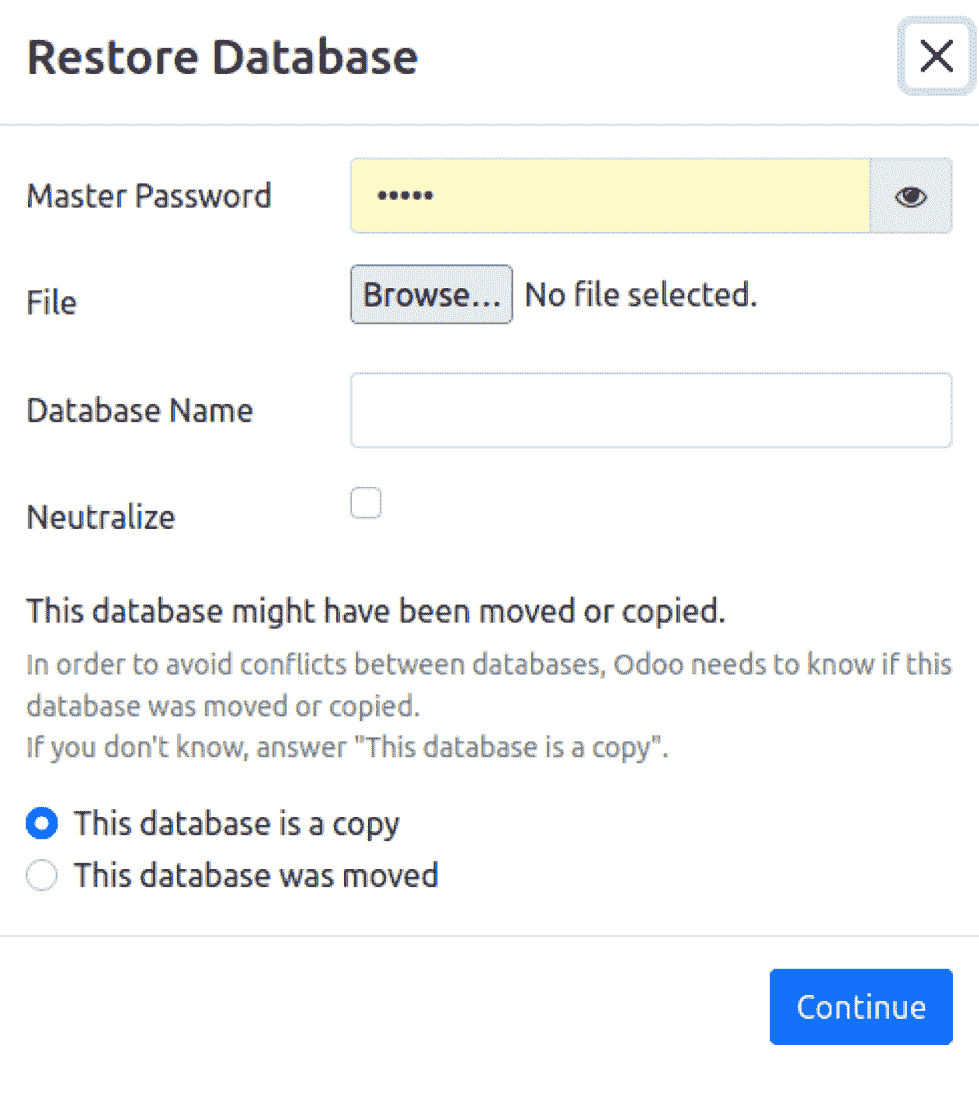 Restore Database
Master Password •••••
File Browse... No file selected.
Database Name
Neutralize
This database might have been moved or copied.
In order to avoid conflicts between databases, Odoo needs to know if this
database was moved or copied.
If you don't know, answer "This database is a copy".
This database is a copy
This database was moved
Continue